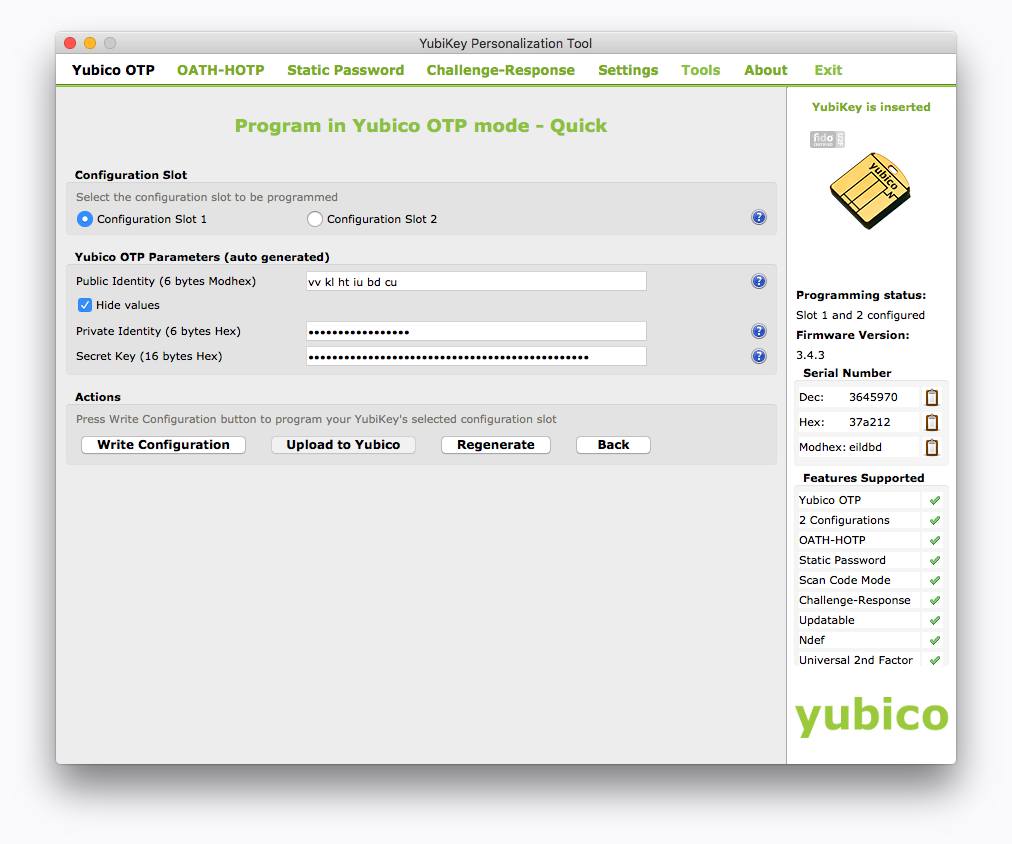 YubiKey Personalization Tool
Yubico OTP OATH-HOTP Static Password Challenge-Response Settings Tools About Exit
Program in Yubico OTP mode - Quick
Configuration Slot
Select the configuration slot to be programmed
Configuration Slot 1 Configuration Slot 2 ?
Yubico OTP Parameters (auto generated)
Public Identity (6 bytes Modhex) vv kl ht iu bd cu ?
Hide values
Private Identity (6 bytes Hex) ••••••••••••••••• ?
Secret Key (16 bytes Hex) ••••••••••••••••••••••••••••••••••••••••••••••• ?
Actions
Press Write Configuration button to program your YubiKey's selected configuration slot
Write Configuration Upload to Yubico Regenerate Back
YubiKey is inserted
fido
yubico
N
Programming status:
Slot 1 and 2 configured
Firmware Version:
3.4.3
Serial Number
Dec: 3645970
Hex: 37a212
Modhex: eildbd
Features Supported
Yubico OTP
2 Configurations
OATH-HOTP
Static Password
Scan Code Mode
Challenge-Response
Updatable
Ndef
Universal 2nd Factor
yubico